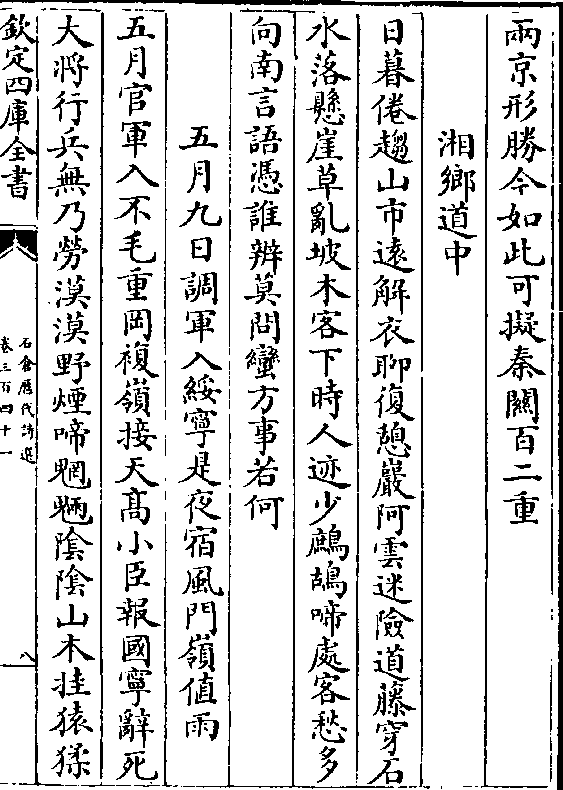 兩京形勝今如此可擬秦關百二重
湘鄉道中
日暮倦趨山市遠解衣聊復憩巖阿雲迷險道藤穿石
水落懸崖草亂坡木客下時人迹少鷓鴣啼處客愁多
向南言語憑誰辨莫問蠻方事若何
五月九日調軍入綏寧是夜宿風門嶺値雨
五月官軍入不毛重岡複嶺接天髙小臣報國寧辭死
大將行兵無乃勞漠漠野煙啼魍魎陰陰山木挂猿猱
欽定四庫全書
石倉歷代詩選
卷三百四十一
八